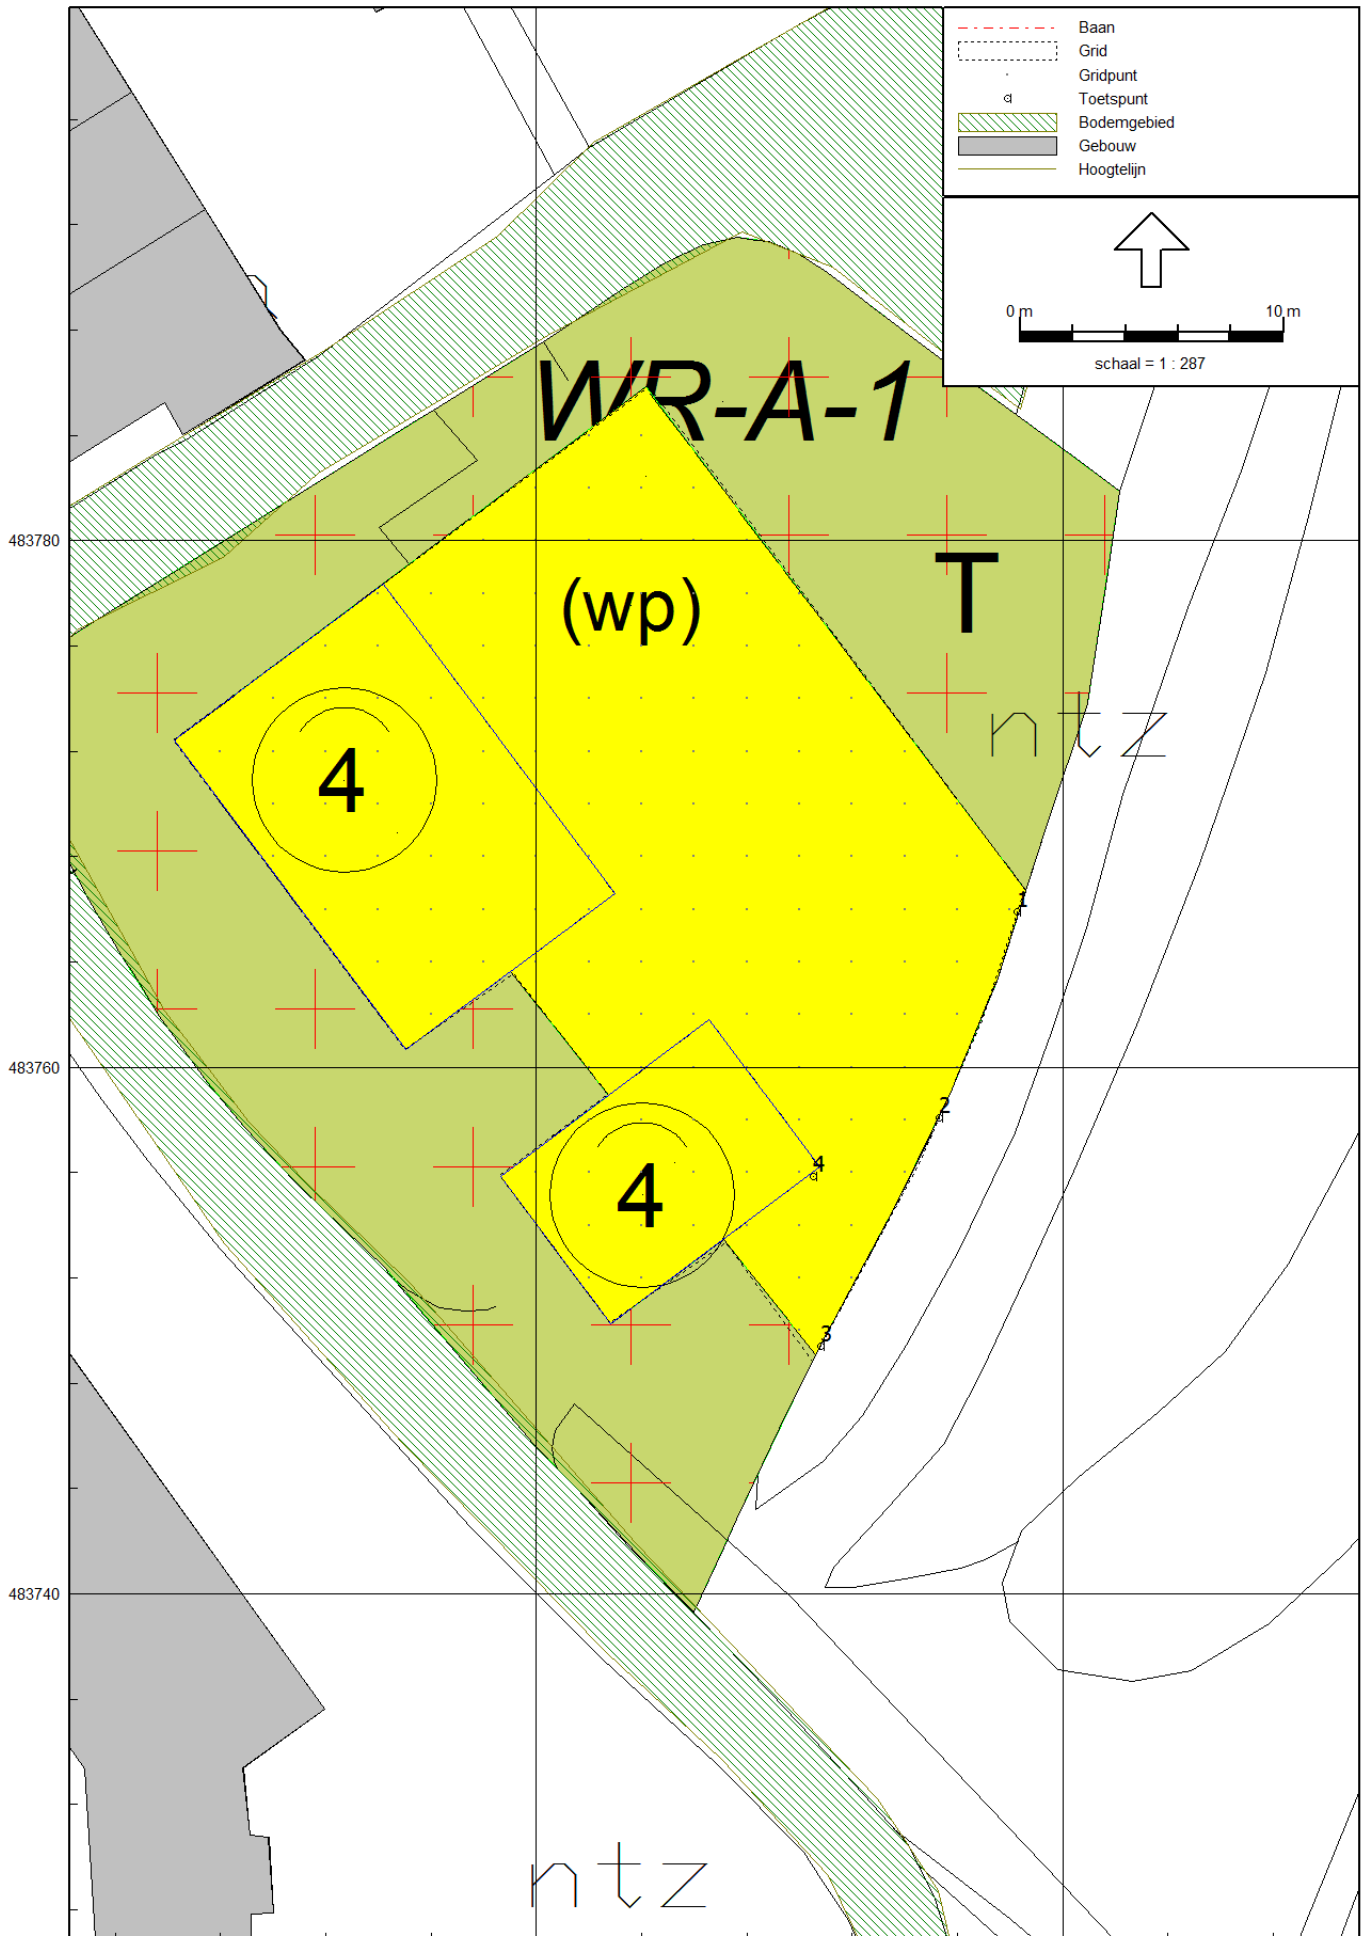 Baan
Grid
Gridpunt
Toetspunt
Bodemgebied
Gebouw
Hoogtelijn
0 m 10 m
schaal = 1 : 287
WR-A-1
483780
(wp)
T
ntz
4
1
483760
2
4
4
3
483740
ntz